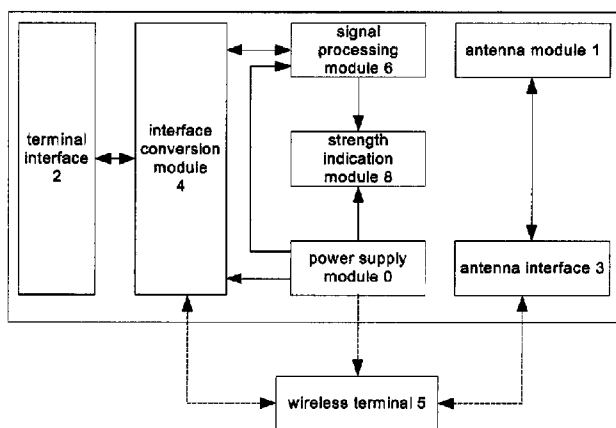 terminal
interface
2
interface
conversion
module
4
signal
processing
module 6
antenna module 1
strength
indication
module 8
power supply
module 0
antenna interface 3
wireless terminal 5